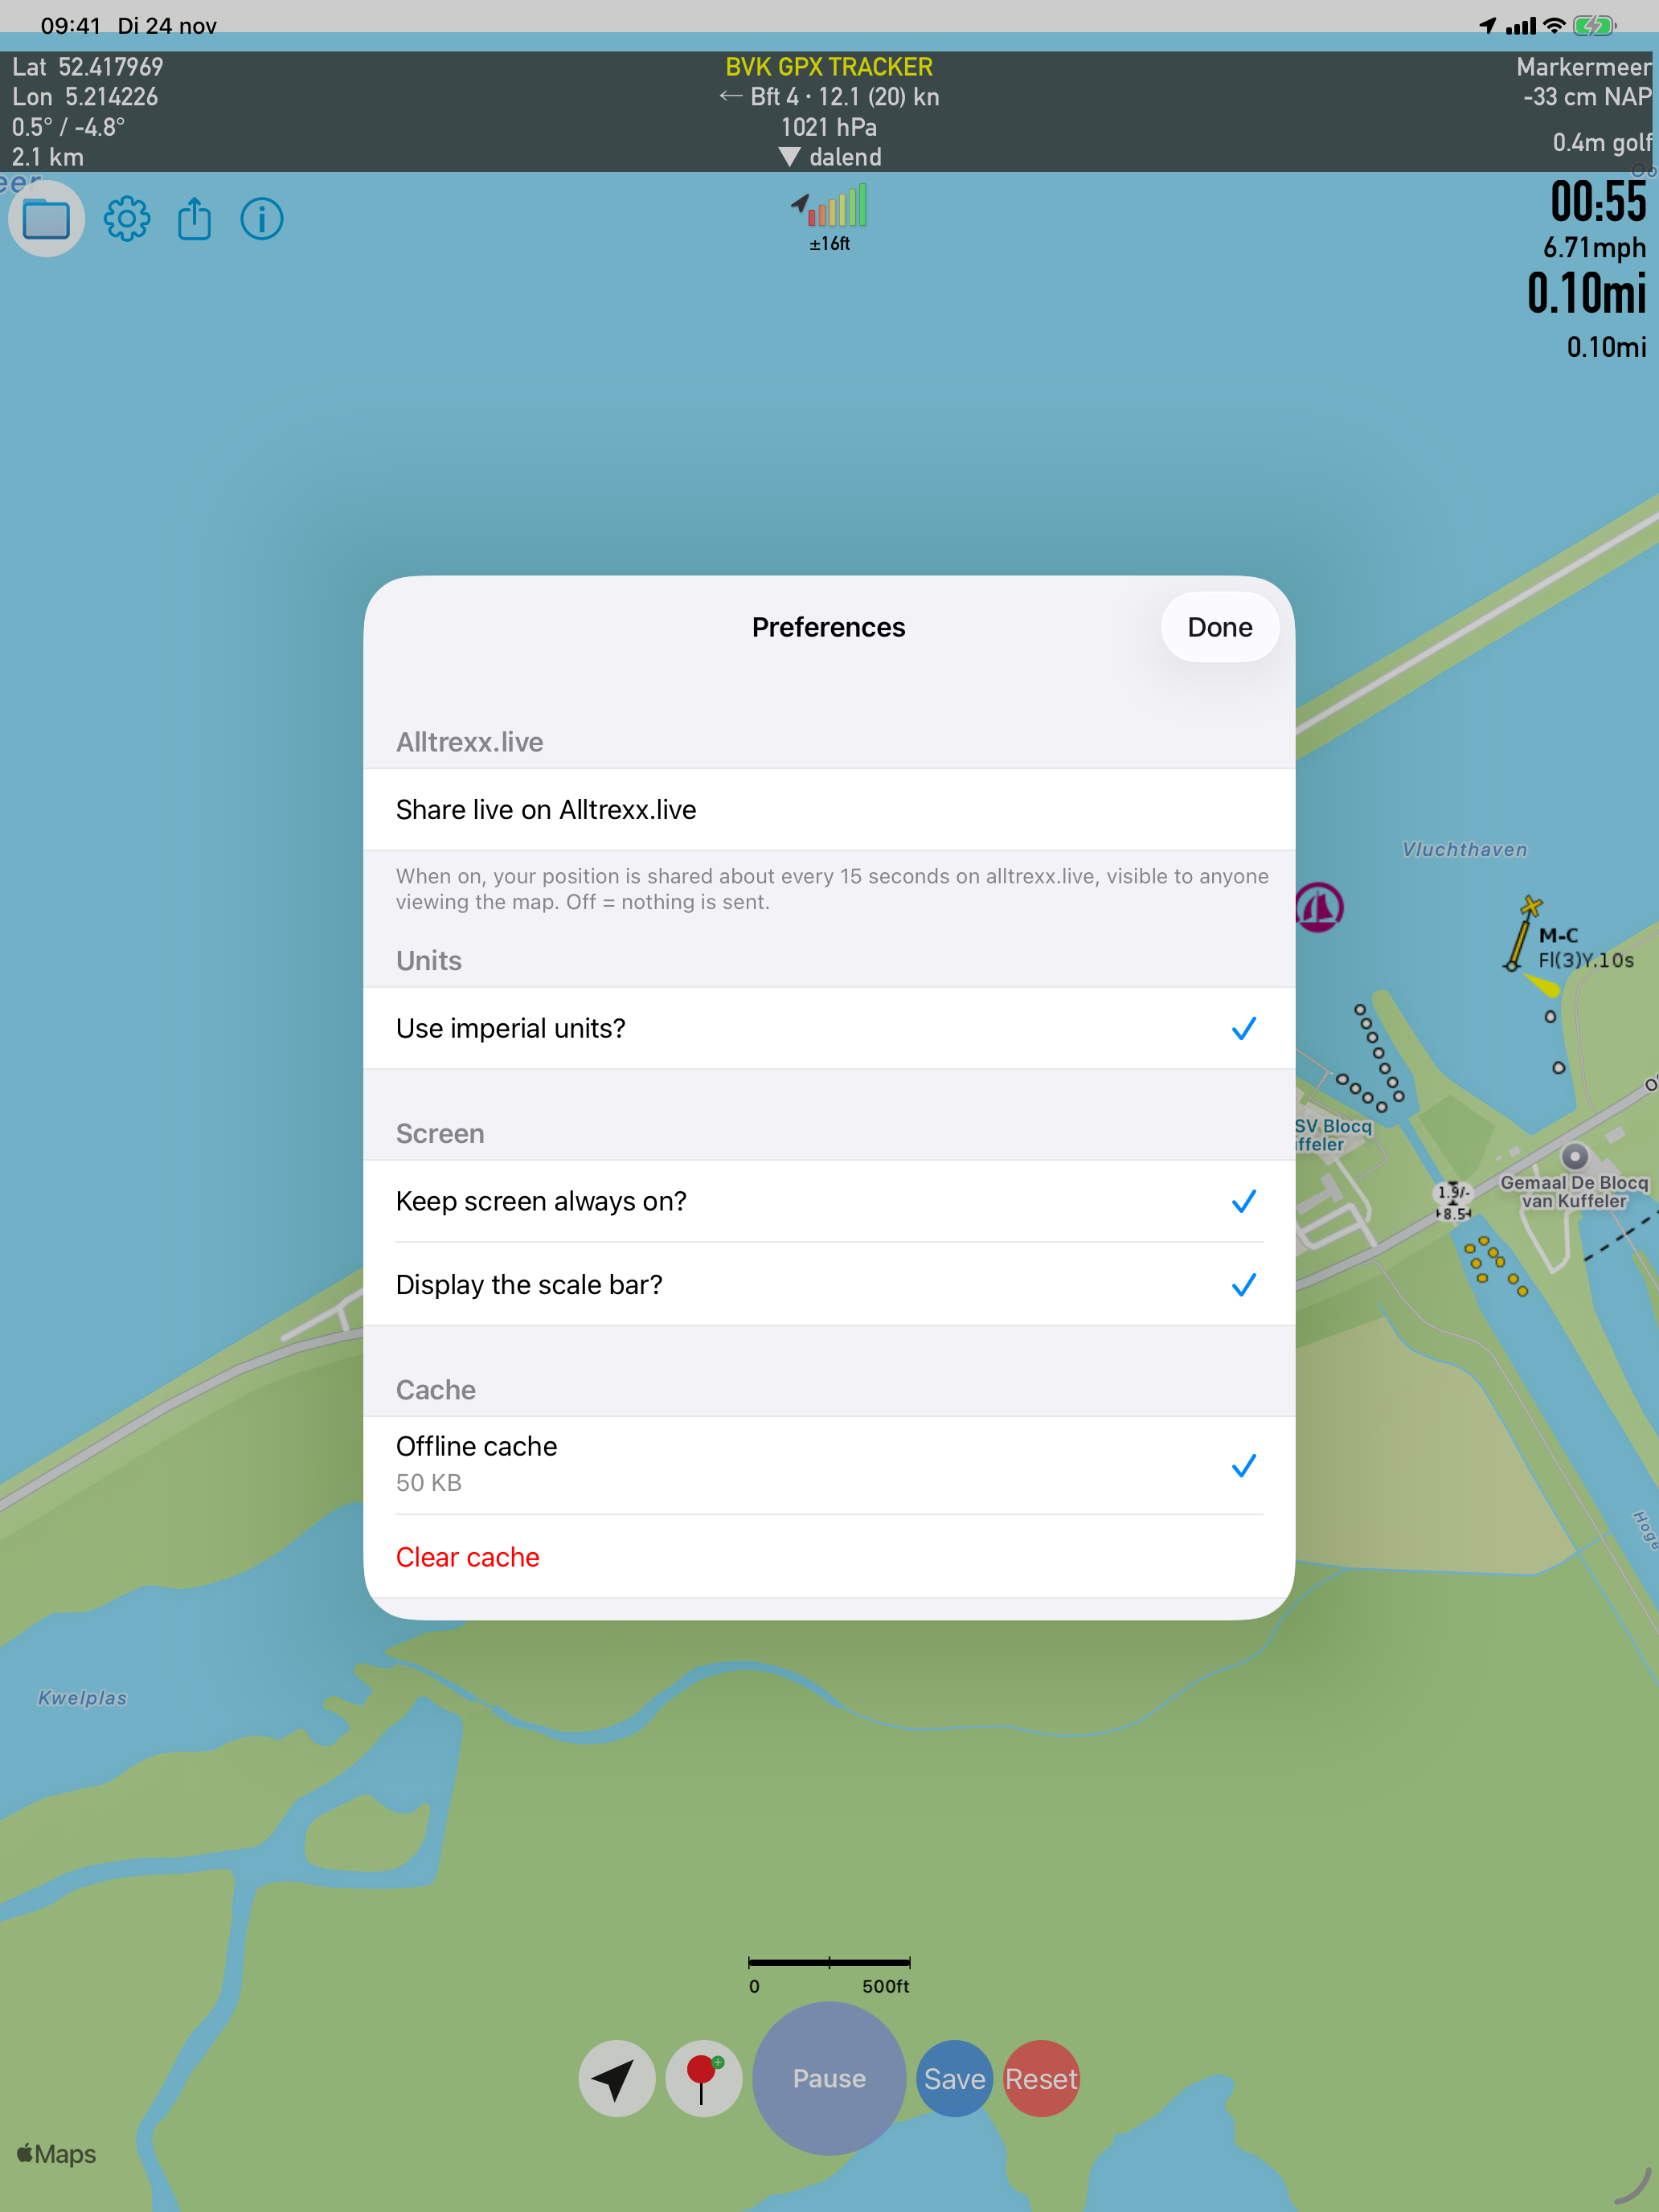 09:41 Di 24 nov
Lat 52.417969
Lon 5.214226
0.5° / -4.8°
2.1 km
BVK GPX TRACKER
← Bft 4 · 12.1 (20) kn
1021 hPa
▼ dalend
Markermeer
-33 cm NAP
0.4m golf
±16ft
00:55
6.71mph
0.10mi
0.10mi
Preferences
Done
Alltrexx.live
Share live on Alltrexx.live
When on, your position is shared about every 15 seconds on alltrexx.live, visible to anyone
viewing the map. Off = nothing is sent.
Units
Use imperial units?
Screen
Keep screen always on?
Display the scale bar?
Cache
Offline cache
50 KB
Clear cache
Vluchthaven
M-C
Fl(3)Y.10s
SV Blocq
iffeler
1.9/-
8.5
Gemaal De Blocq
van Kuffeler
Hoge
Kwelplas
0 500ft
Pause
Save
Reset
Maps